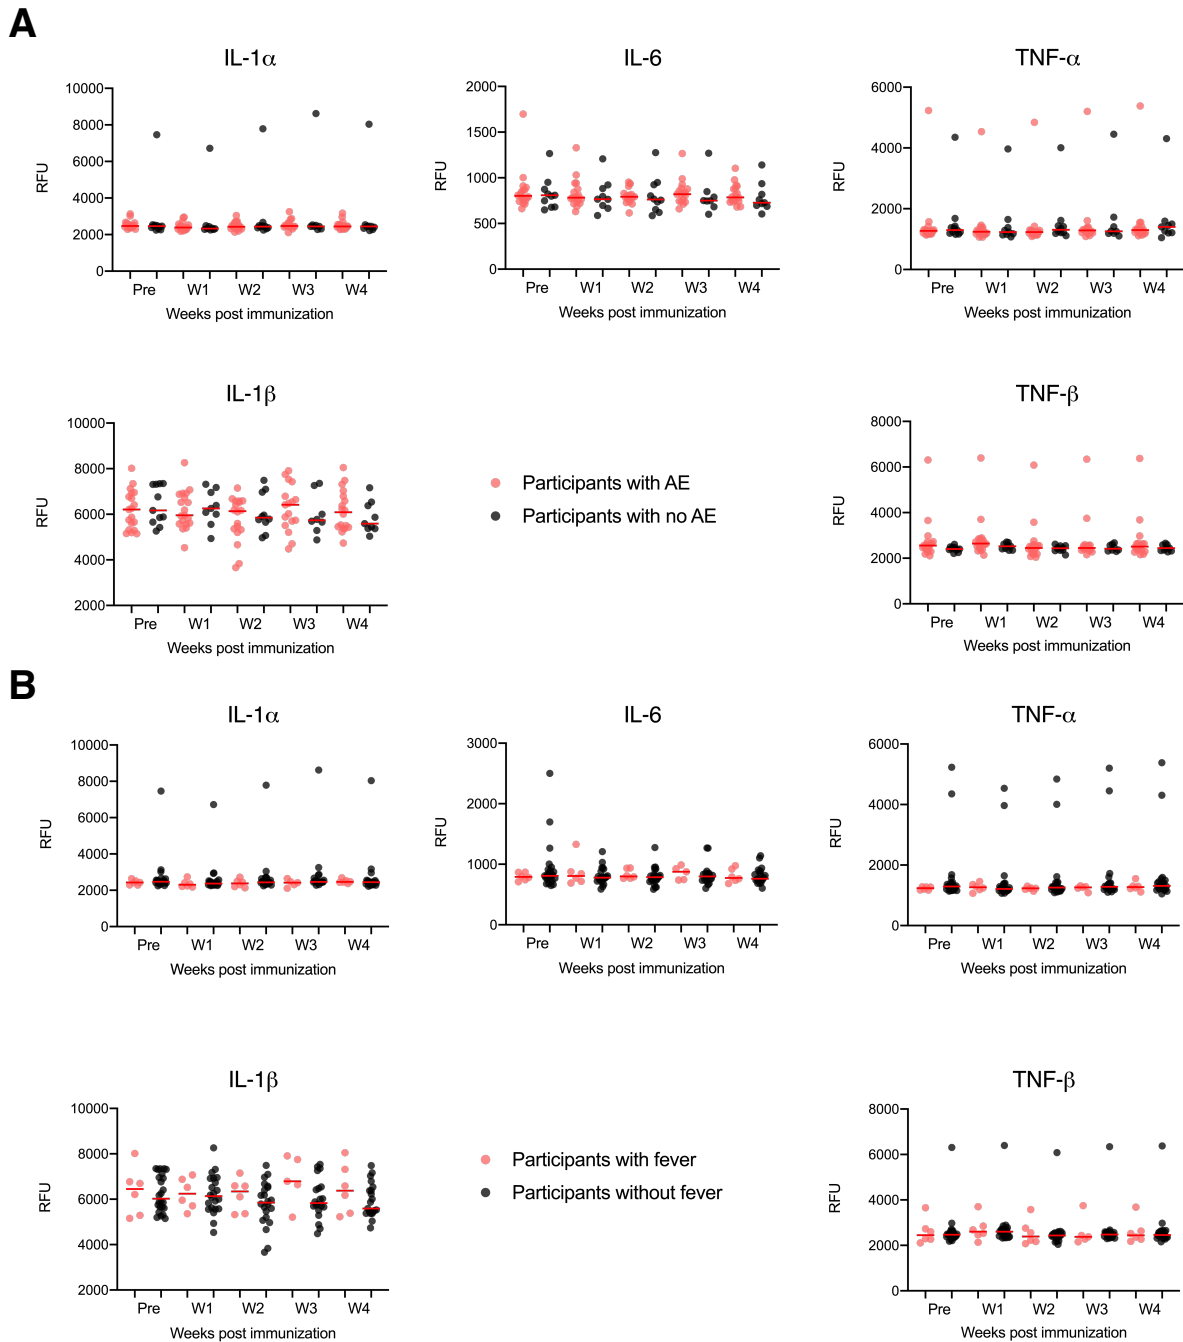 A
IL-1α
10000
8000
6000
4000
2000
0
RFU
Pre W1 W2 W3 W4
Weeks post immunization
IL-6
2000
1500
1000
500
0
RFU
Pre W1 W2 W3 W4
Weeks post immunization
TNF-α
6000
4000
2000
0
RFU
Pre W1 W2 W3 W4
Weeks post immunization
IL-1β
10000
8000
6000
4000
2000
RFU
Pre W1 W2 W3 W4
Weeks post immunization
Participants with AE
Participants with no AE
TNF-β
8000
6000
4000
2000
0
RFU
Pre W1 W2 W3 W4
Weeks post immunization
B
IL-1α
10000
8000
6000
4000
2000
0
RFU
Pre W1 W2 W3 W4
Weeks post immunization
IL-6
3000
2000
1000
0
RFU
Pre W1 W2 W3 W4
Weeks post immunization
TNF-α
6000
4000
2000
0
RFU
Pre W1 W2 W3 W4
Weeks post immunization
IL-1β
10000
8000
6000
4000
2000
RFU
Pre W1 W2 W3 W4
Weeks post immunization
Participants with fever
Participants without fever
TNF-β
8000
6000
4000
2000
0
RFU
Pre W1 W2 W3 W4
Weeks post immunization